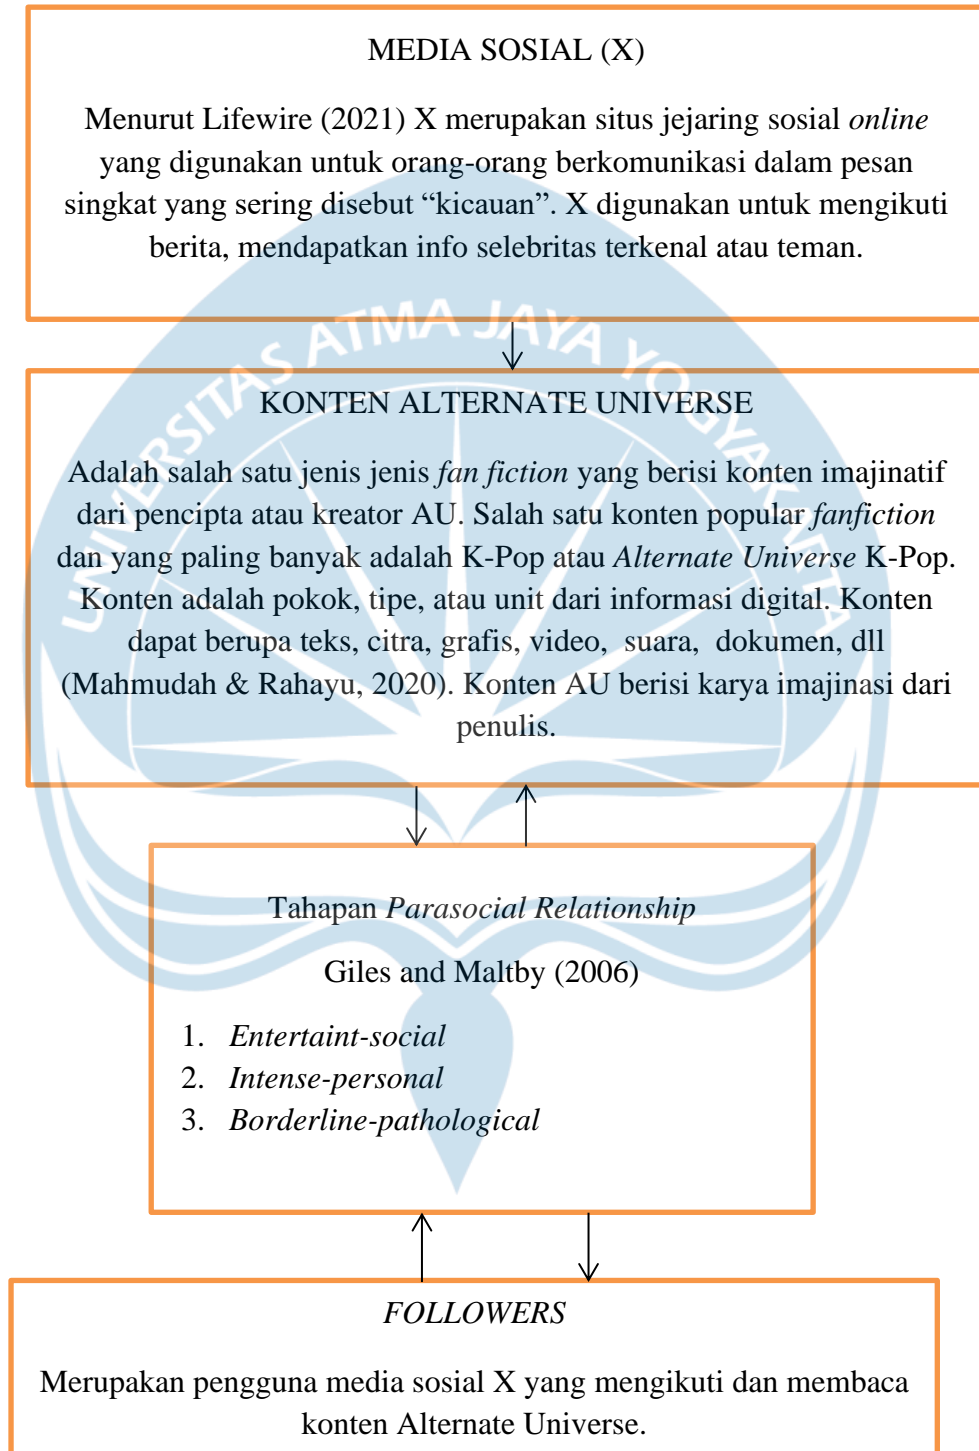 MEDIA SOSIAL (X)
Menurut Lifewire (2021) X merupakan situs jejaring sosial online
yang digunakan untuk orang-orang berkomunikasi dalam pesan
singkat yang sering disebut “kicauan”. X digunakan untuk mengikuti
berita, mendapatkan info selebritas terkenal atau teman.
UNIVERSITAS ATMA JAYA YOGYAKARTA
KONTEN ALTERNATE UNIVERSE
Adalah salah satu jenis jenis fan fiction yang berisi konten imajinatif
dari pencipta atau kreator AU. Salah satu konten popular fanfiction
dan yang paling banyak adalah K-Pop atau Alternate Universe K-Pop.
Konten adalah pokok, tipe, atau unit dari informasi digital. Konten
dapat berupa teks, citra, grafis, video, suara, dokumen, dll
(Mahmudah & Rahayu, 2020). Konten AU berisi karya imajinasi dari
penulis.
Tahapan Parasocial Relationship
Giles and Maltby (2006)
1. Entertaint-social
2. Intense-personal
3. Borderline-pathological
FOLLOWERS
Merupakan pengguna media sosial X yang mengikuti dan membaca
konten Alternate Universe.